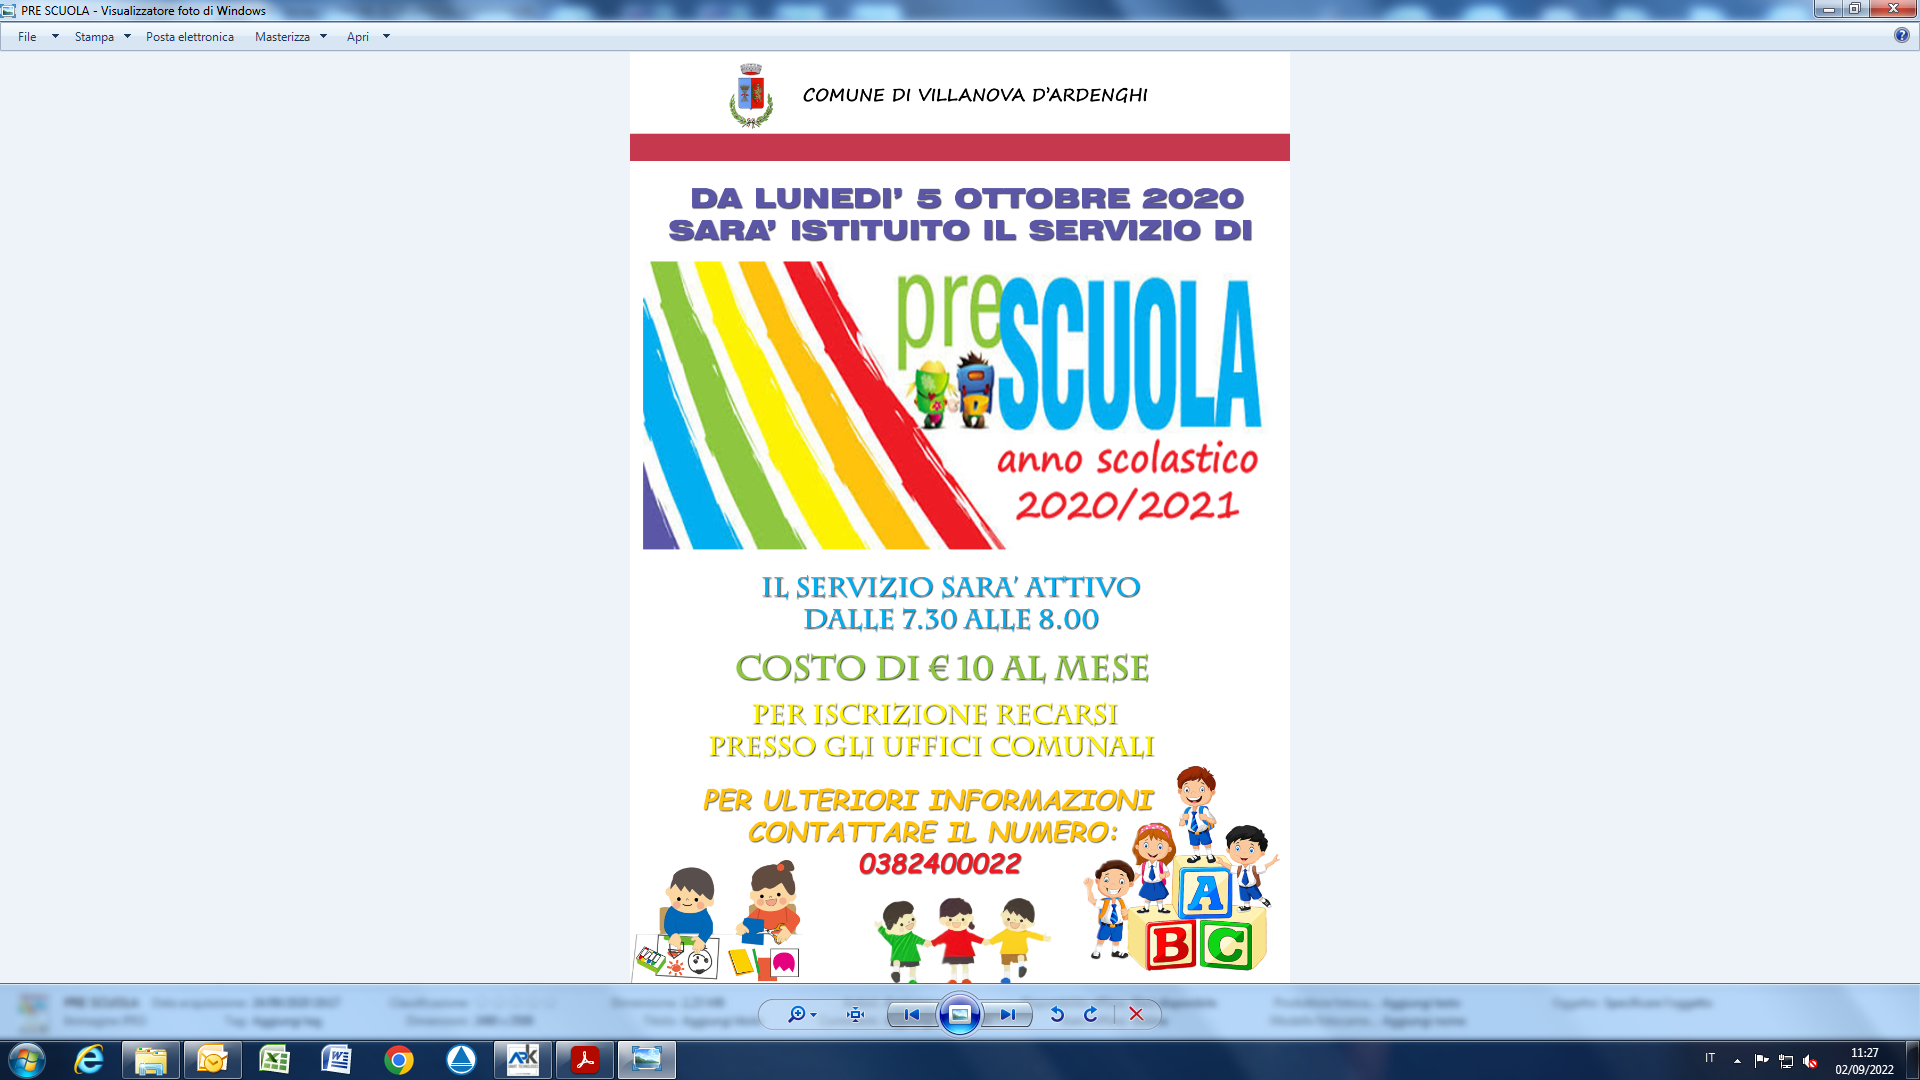 PRE SCUOLA - Visualizzatore foto di Windows
File Stampa Posta elettronica Masterizza Apri
COMUNE DI VILLANOVA D'ARDENGHI
DA LUNEDI' 5 OTTOBRE 2020
SARA' ISTITUITO IL SERVIZIO DI
pre SCUOLA
anno scolastico
2020/2021
IL SERVIZIO SARA' ATTIVO
DALLE 7.30 ALLE 8.00
COSTO DI € 10 AL MESE
PER ISCRIZIONE RECARSI
PRESSO GLI UFFICI COMUNALI
PER ULTERIORI INFORMAZIONI
CONTATTARE IL NUMERO:
0382400022
A
B C
PRE SCUOLA
IT
11:27
02/09/2022